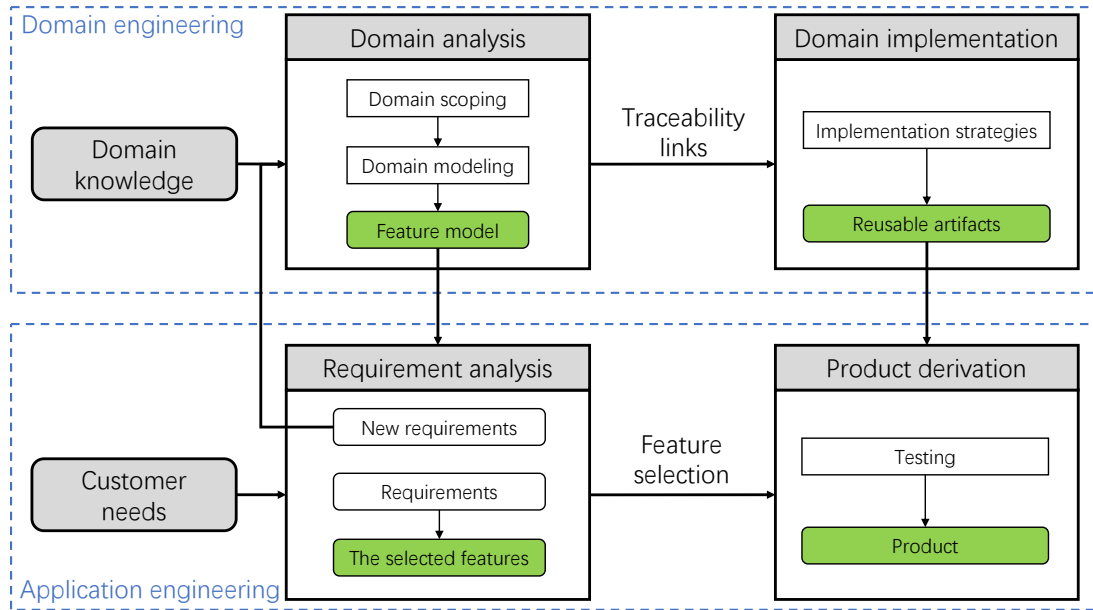 Domain engineering
Domain analysis
Domain implementation
Domain scoping
Domain modeling
Feature model
Domain
knowledge
Traceability
links
Implementation strategies
Reusable artifacts
Requirement analysis
Product derivation
New requirements
Requirements
The selected features
Customer
needs
Feature
selection
Testing
Product
Application engineering